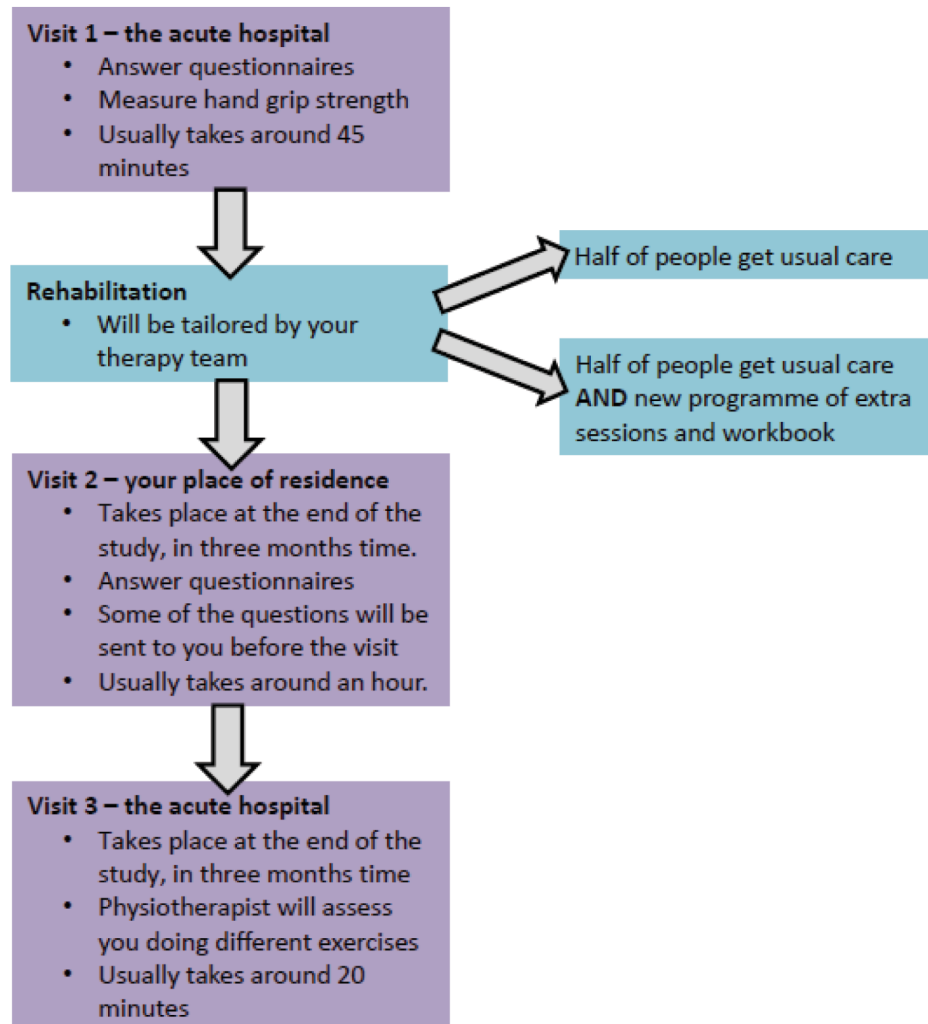 Visit 1 – the acute hospital
• Answer questionnaires
• Measure hand grip strength
• Usually takes around 45
minutes
Rehabilitation
• Will be tailored by your
therapy team
Half of people get usual care
Half of people get usual care
AND new programme of extra
sessions and workbook
Visit 2 – your place of residence
• Takes place at the end of the
study, in three months time.
• Answer questionnaires
• Some of the questions will be
sent to you before the visit
• Usually takes around an hour.
Visit 3 – the acute hospital
• Takes place at the end of the
study, in three months time
• Physiotherapist will assess
you doing different exercises
• Usually takes around 20
minutes